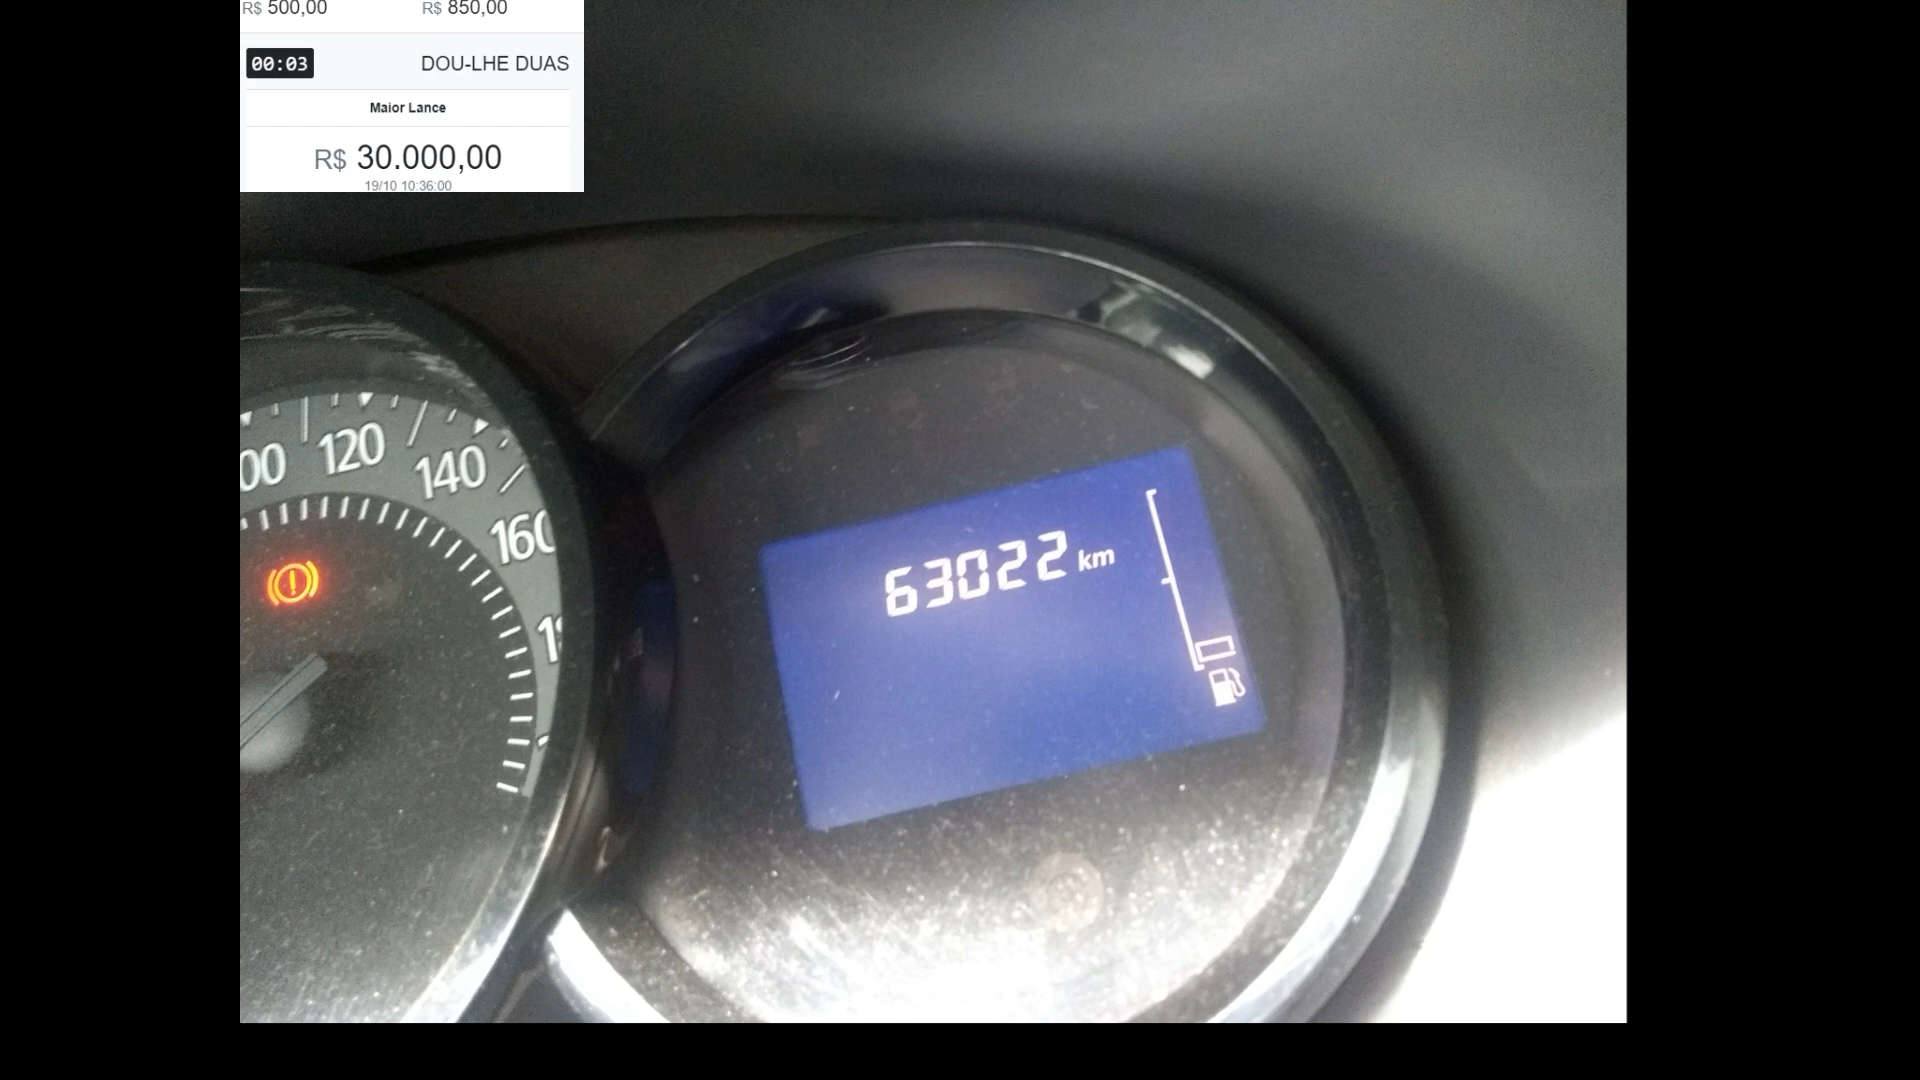 R$ 500,00 R$ 850,00
00:03 DOU-LHE DUAS
Maior Lance
R$ 30.000,00
19/10 10:36:00
120
140
160
63022 km